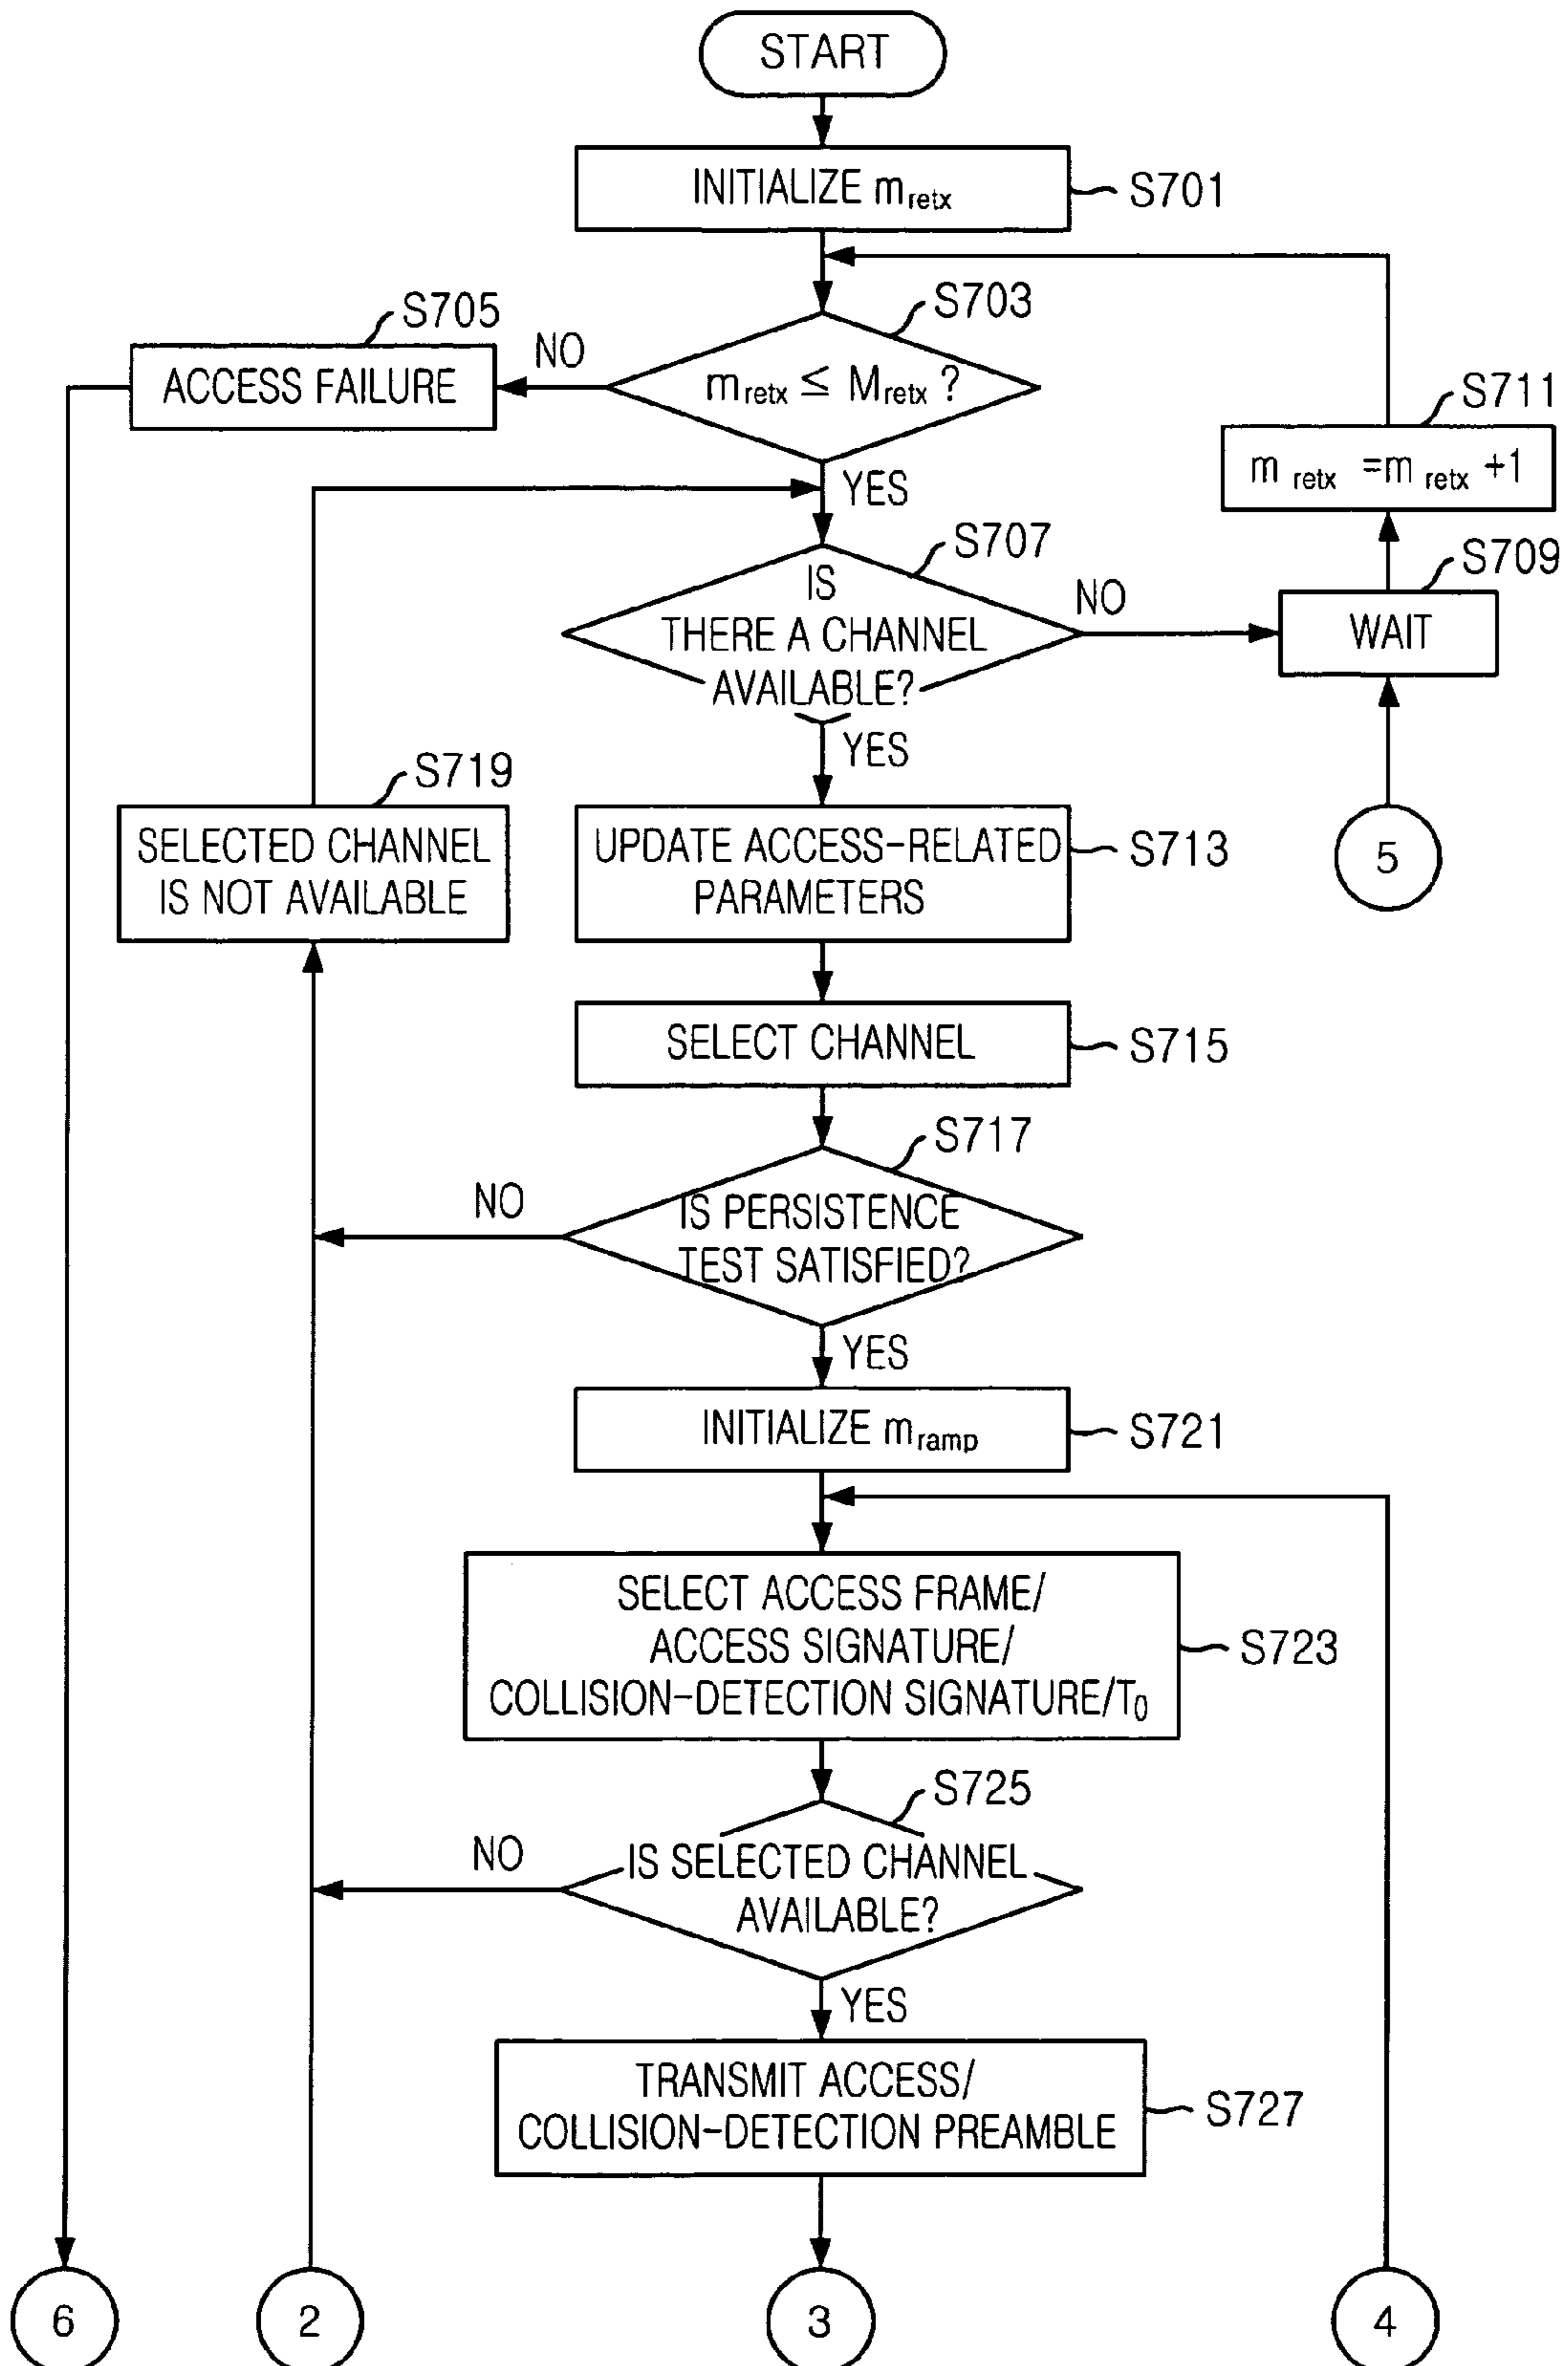 START
INITIALIZE mretx
S701
S703
S705
NO
ACCESS FAILURE
mretx ≤ Mretx ?
S711
m retx =m retx +1
YES
S707
S709
IS
THERE A CHANNEL
AVAILABLE?
NO
WAIT
YES
S719
SELECTED CHANNEL
IS NOT AVAILABLE
UPDATE ACCESS-RELATED
PARAMETERS
S713
5
SELECT CHANNEL
S715
S717
NO
IS PERSISTENCE
TEST SATISFIED?
YES
INITIALIZE mramp
S721
SELECT ACCESS FRAME/
ACCESS SIGNATURE/
COLLISION-DETECTION SIGNATURE/T0
S723
S725
NO
IS SELECTED CHANNEL
AVAILABLE?
YES
TRANSMIT ACCESS/
COLLISION-DETECTION PREAMBLE
S727
6
2
3
4